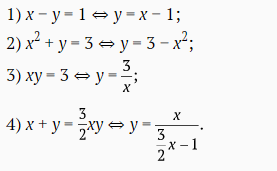 1) x − y = 1 ⇔ y = x − 1;
2) x² + y = 3 ⇔ y = 3 − x²;
3) xy = 3 ⇔ y = 3/x;
4) x + y = 3/2 xy ⇔ y = x/(3/2 x − 1).